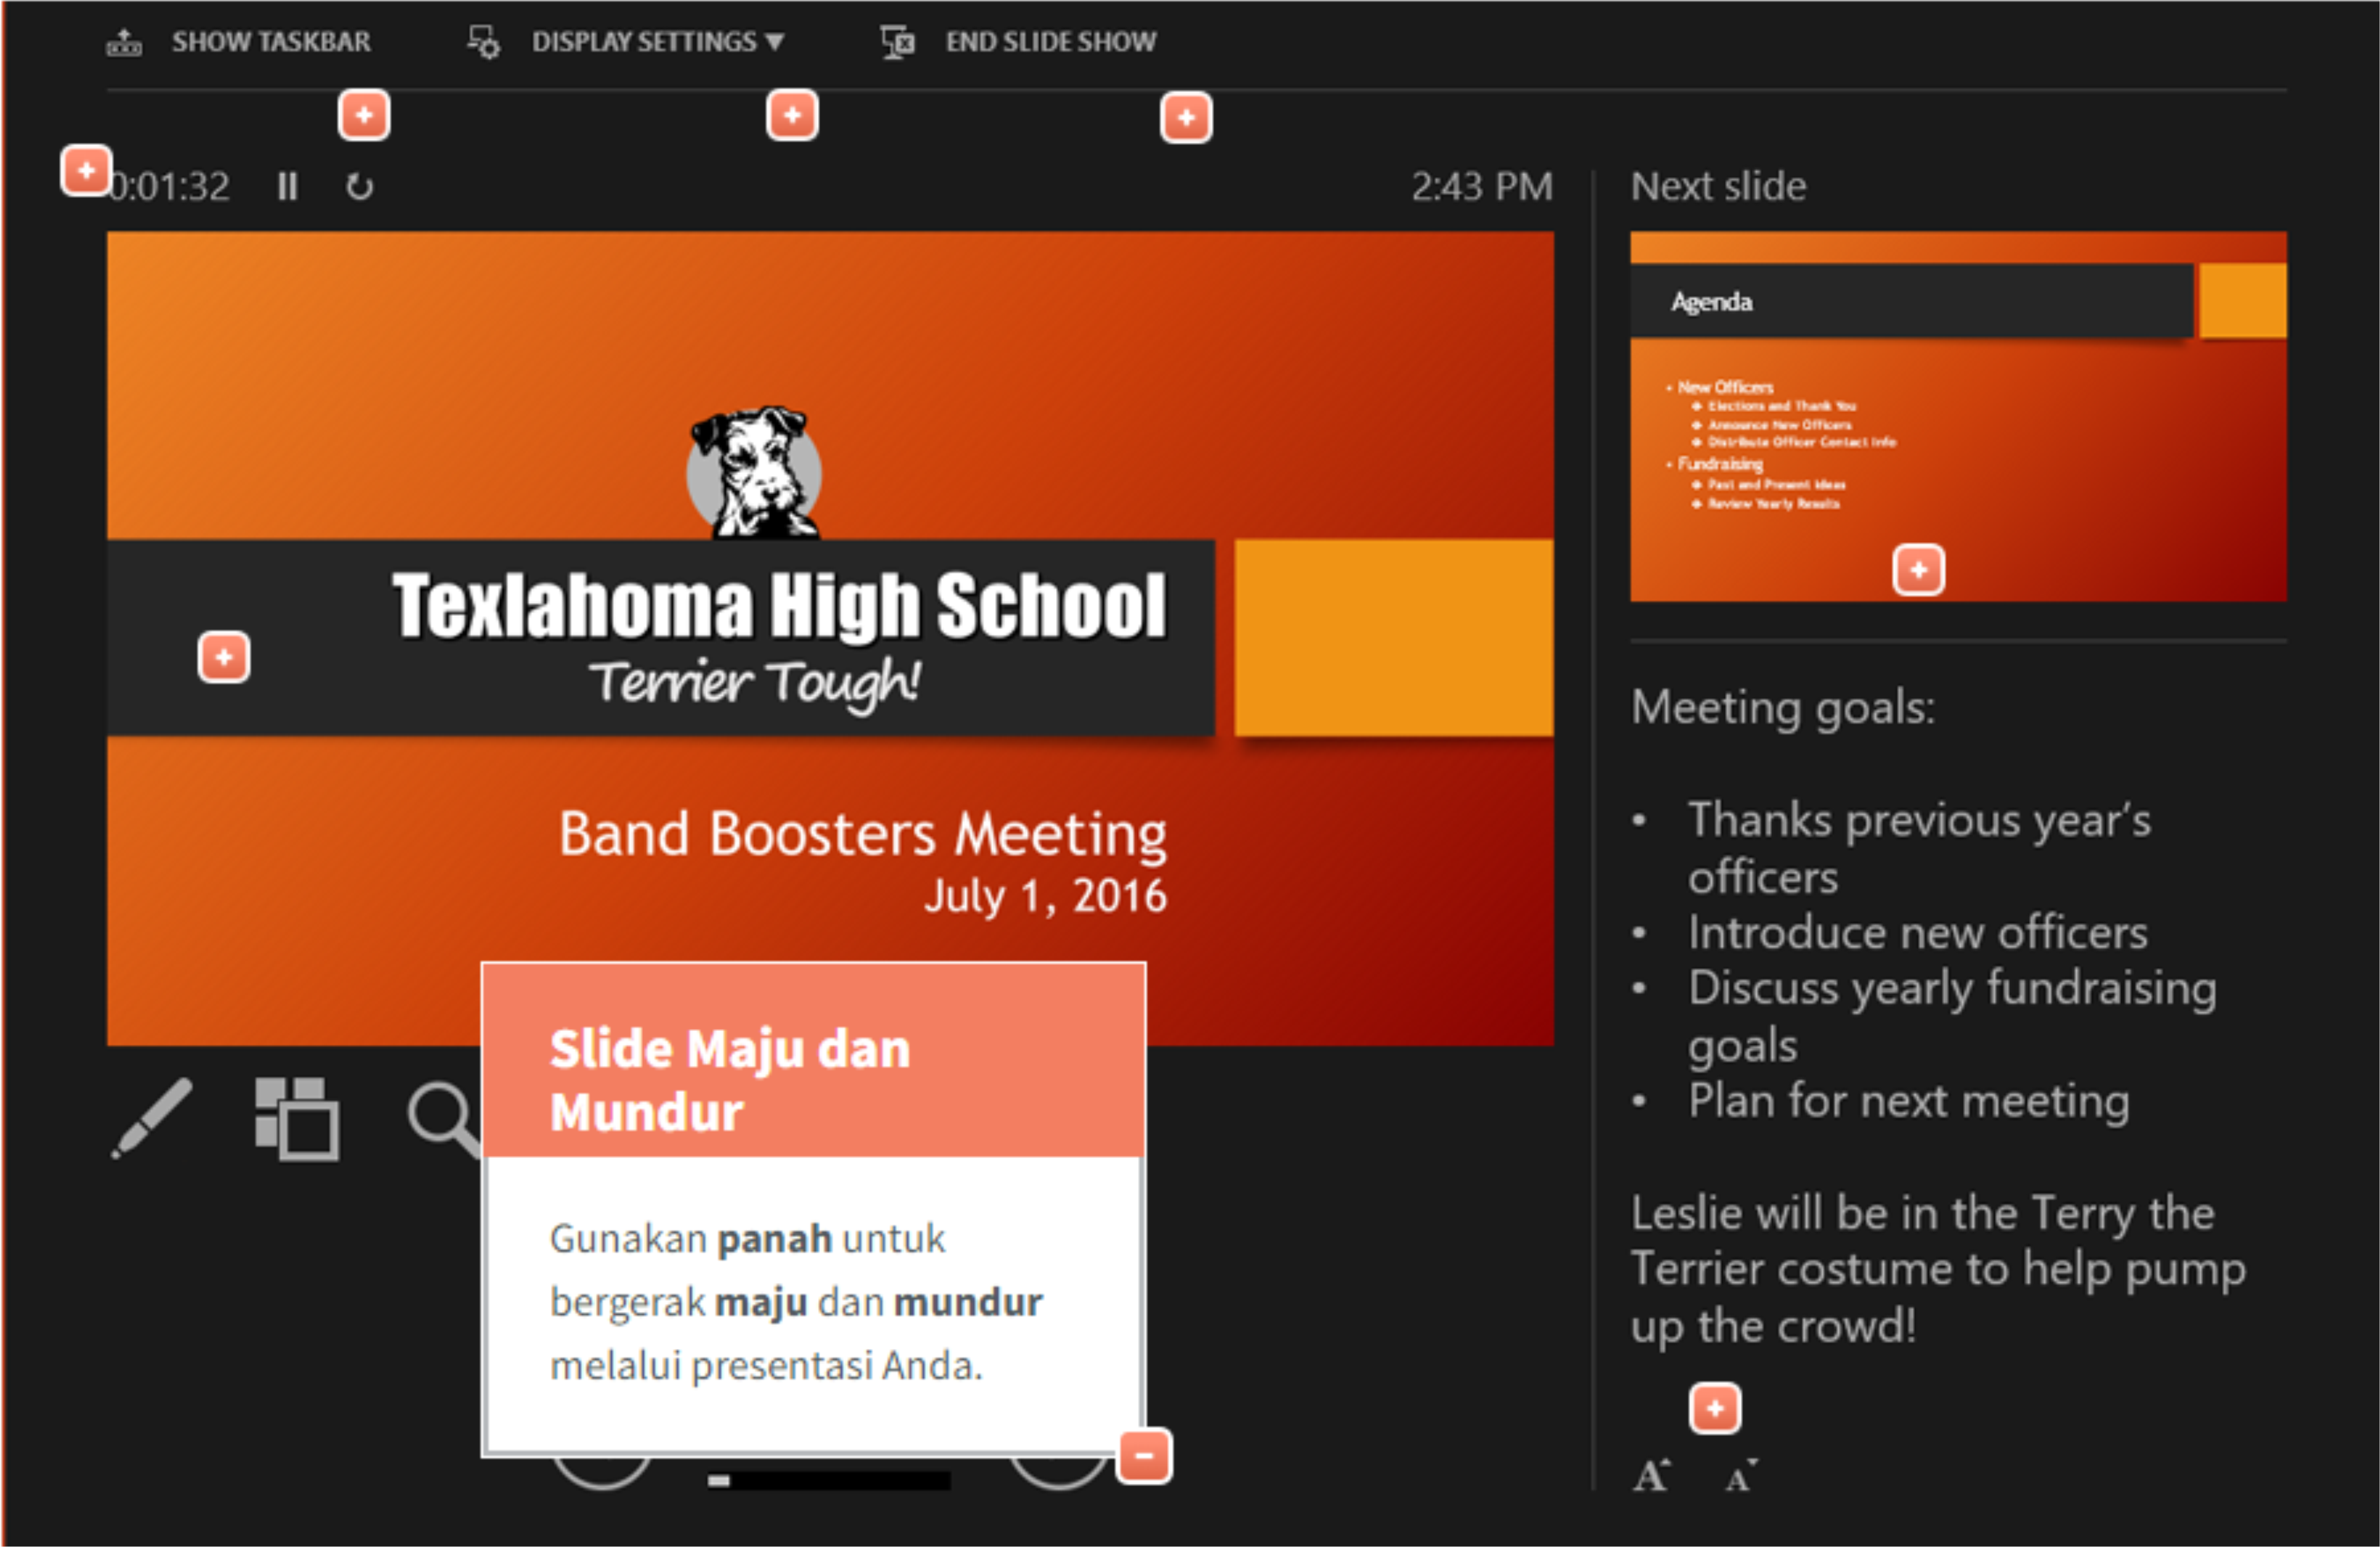 SHOW TASKBAR
DISPLAY SETTINGS ▼
END SLIDE SHOW
0:01:32
2:43 PM
Texlahoma High School
Terrier Tough!
Band Boosters Meeting
July 1, 2016
Slide Maju dan
Mundur
Gunakan panah untuk
bergerak maju dan mundur
melalui presentasi Anda.
Next slide
Agenda
• New Officers
Elections and Thank You
Announce New Officers
Distribute Officer Contact Info
• Fundraising
Past and Present Ideas
Review Yearly Results
Meeting goals:
• Thanks previous year's
officers
• Introduce new officers
• Discuss yearly fundraising
goals
• Plan for next meeting
Leslie will be in the Terry the
Terrier costume to help pump
up the crowd!
A A